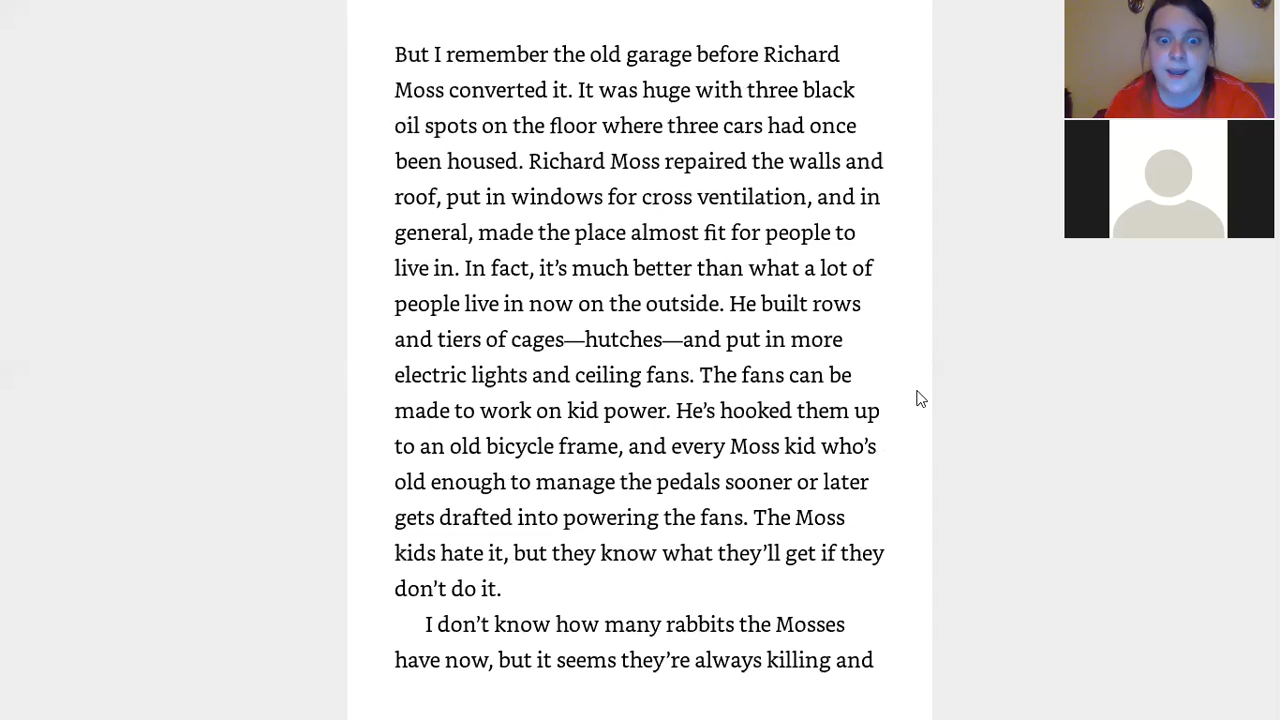 But I remember the old garage before Richard
Moss converted it. It was huge with three black
oil spots on the floor where three cars had once
been housed. Richard Moss repaired the walls and
roof, put in windows for cross ventilation, and in
general, made the place almost fit for people to
live in. In fact, it’s much better than what a lot of
people live in now on the outside. He built rows
and tiers of cages—hutches—and put in more
electric lights and ceiling fans. The fans can be
made to work on kid power. He’s hooked them up
to an old bicycle frame, and every Moss kid who’s
old enough to manage the pedals sooner or later
gets drafted into powering the fans. The Moss
kids hate it, but they know what they’ll get if they
don’t do it.
I don’t know how many rabbits the Mosses
have now, but it seems they’re always killing and